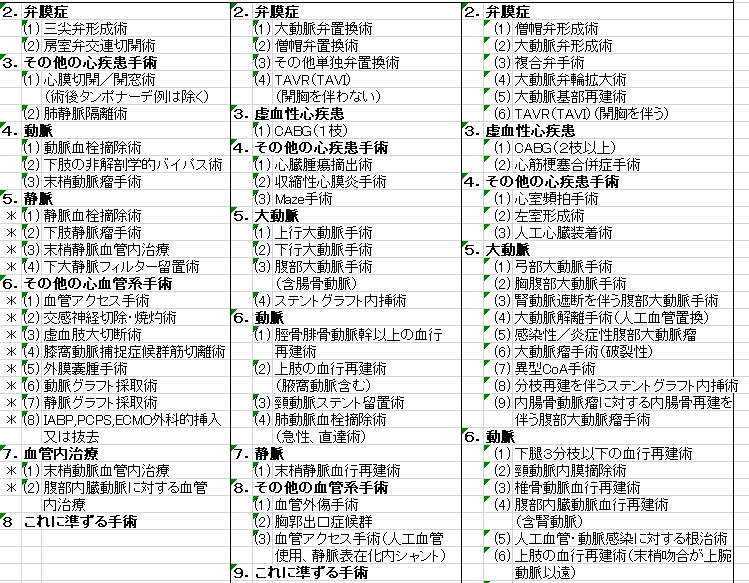 2. 弁膜症
(1) 三尖弁形成術
(2) 房室弁交連切開術
3. その他の心疾患手術
(1) 心膜切開／開窓術
(術後タンポナーデ例は除く)
(2) 肺静脈隔離術
4. 動脈
(1) 動脈血栓摘除術
(2) 下肢の非解剖学的バイパス術
(3) 末梢動脈瘤手術
5. 静脈
＊ (1) 静脈血栓摘除術
＊ (2) 下肢静脈瘤手術
＊ (3) 末梢静脈血管内治療
＊ (4) 下大静脈フィルター留置術
6. その他の心血管系手術
＊ (1) 血管アクセス手術
＊ (2) 交感神経切除・焼灼術
＊ (3) 虚血肢大切断術
＊ (4) 膝窩動脈捕捉症候群筋切離術
＊ (5) 外膜嚢腫手術
＊ (6) 動脈グラフト採取術
＊ (7) 静脈グラフト採取術
＊ (8) IABP,PCPS,ECMO外科的挿入
又は抜去
7. 血管内治療
＊ (1) 末梢動脈血管内治療
＊ (2) 腹部内臓動脈に対する血管
内治療
8 これに準ずる手術
2. 弁膜症
(1) 大動脈弁置換術
(2) 僧帽弁置換術
(3) その他単独弁置換術
(4) TAVR(TAVI)
(開胸を伴わない)
3. 虚血性心疾患
(1) CABG(1枝)
4. その他の心疾患手術
(1) 心臓腫瘍摘出術
(2) 収縮性心膜炎手術
(3) Maze手術
5. 大動脈
(1) 上行大動脈手術
(2) 下行大動脈手術
(3) 腹部大動脈手術
(含腸骨動脈)
(4) ステントグラフト内挿術
6. 動脈
(1) 脛骨腓骨動脈幹以上の血行
再建術
(2) 上肢の血行再建術
(腋窩動脈含む)
(3) 頸動脈ステント留置術
(4) 肺動脈血栓摘除術
(急性、直達術)
7. 静脈
(1) 末梢静脈血行再建術
8. その他の血管系手術
(1) 血管外傷手術
(2) 胸郭出口症候群
(3) 血管アクセス手術(人工血管
使用、静脈表在化内シャント)
9. これに準ずる手術
2. 弁膜症
(1) 僧帽弁形成術
(2) 大動脈弁形成術
(3) 複合弁手術
(4) 大動脈弁輪拡大術
(5) 大動脈基部再建術
(6) TAVR(TAVI)(開胸を伴う)
3. 虚血性心疾患
(1) CABG(2枝以上)
(2) 心筋梗塞合併症手術
4. その他の心疾患手術
(1) 心室頻拍手術
(2) 左室形成術
(3) 人工心臓装着術
5. 大動脈
(1) 弓部大動脈手術
(2) 胸腹部大動脈手術
(3) 腎動脈遮断を伴う腹部大動脈手術
(4) 大動脈解離手術(人工血管置換)
(5) 感染性／炎症性腹部大動脈瘤
(6) 大動脈瘤手術(破裂性)
(7) 異型CoA手術
(8) 分枝再建を伴うステントグラフト内挿術
(9) 内腸骨動脈瘤に対する内腸骨再建を
伴う腹部大動脈瘤手術
6. 動脈
(1) 下腿3分枝以下の血行再建術
(2) 頸動脈内膜摘除術
(3) 椎骨動脈血行再建術
(4) 腹部内臓動脈血行再建術
(含腎動脈)
(5) 人工血管・動脈感染に対する根治術
(6) 上肢の血行再建術(末梢吻合が上腕
動脈以遠)